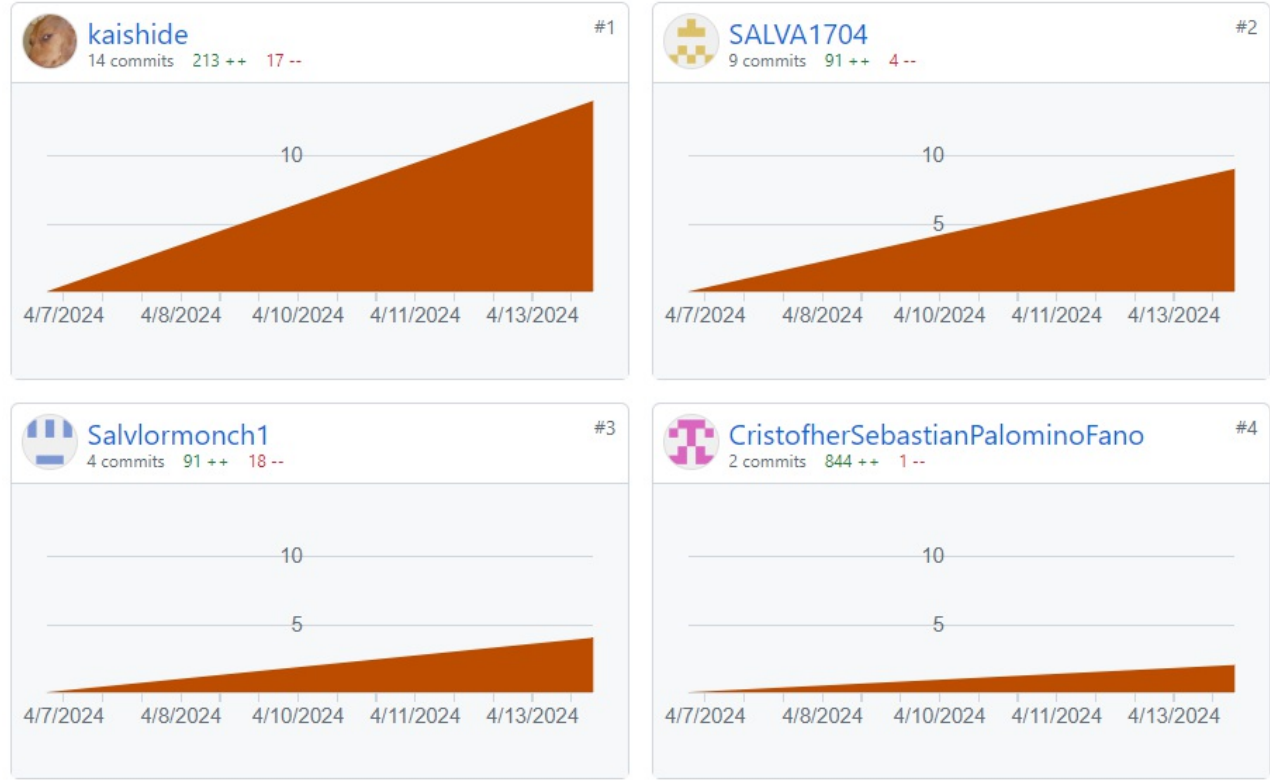 kaishide
#1
14 commits 213 ++ 17 --
10
4/7/2024 4/8/2024 4/10/2024 4/11/2024 4/13/2024
SALVA1704
#2
9 commits 91 ++ 4 --
10
5
4/7/2024 4/8/2024 4/10/2024 4/11/2024 4/13/2024
Salvlormonch1
#3
4 commits 91 ++ 18 --
10
5
4/7/2024 4/8/2024 4/10/2024 4/11/2024 4/13/2024
CristofherSebastianPalominoFano
#4
2 commits 844 ++ 1 --
10
5
4/7/2024 4/8/2024 4/10/2024 4/11/2024 4/13/2024